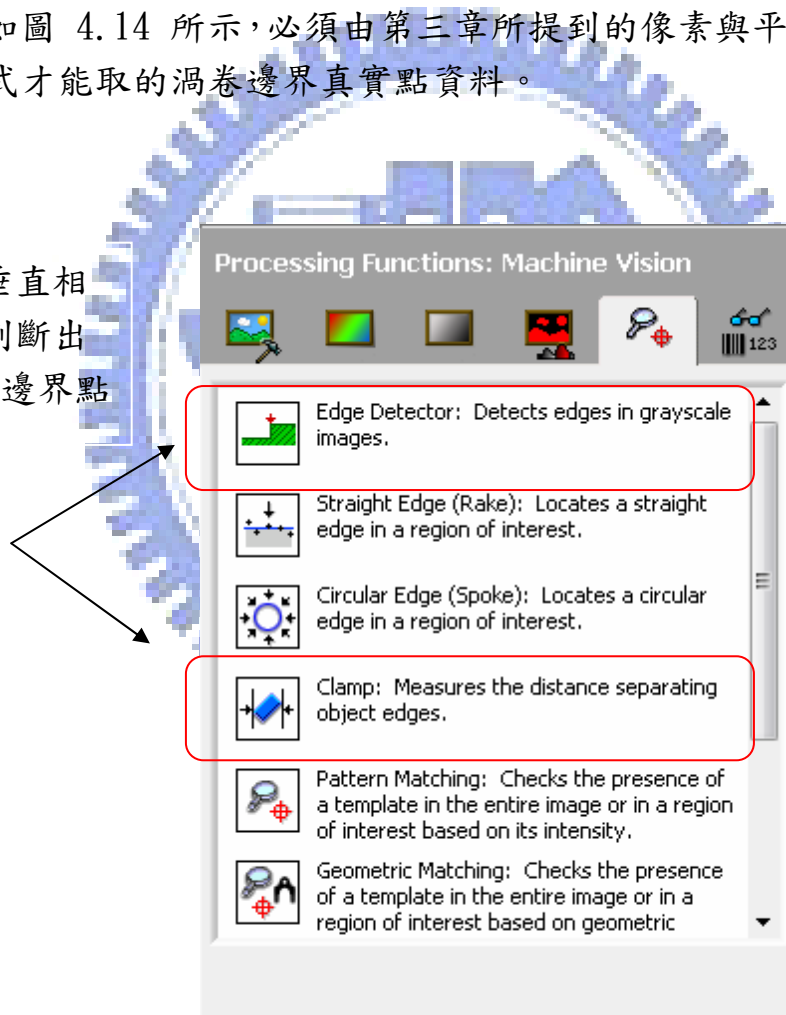 如圖 4.14 所示，必須由第三章所提到的像素與平
式才能取的渦卷邊界真實點資料。
垂直相
判斷出
邊界點
Processing Functions: Machine Vision
123
Edge Detector: Detects edges in grayscale
images.
Straight Edge (Rake): Locates a straight
edge in a region of interest.
Circular Edge (Spoke): Locates a circular
edge in a region of interest.
Clamp: Measures the distance separating
object edges.
Pattern Matching: Checks the presence of
a template in the entire image or in a region
of interest based on its intensity.
Geometric Matching: Checks the presence
of a template in the entire image or in a
region of interest based on geometric